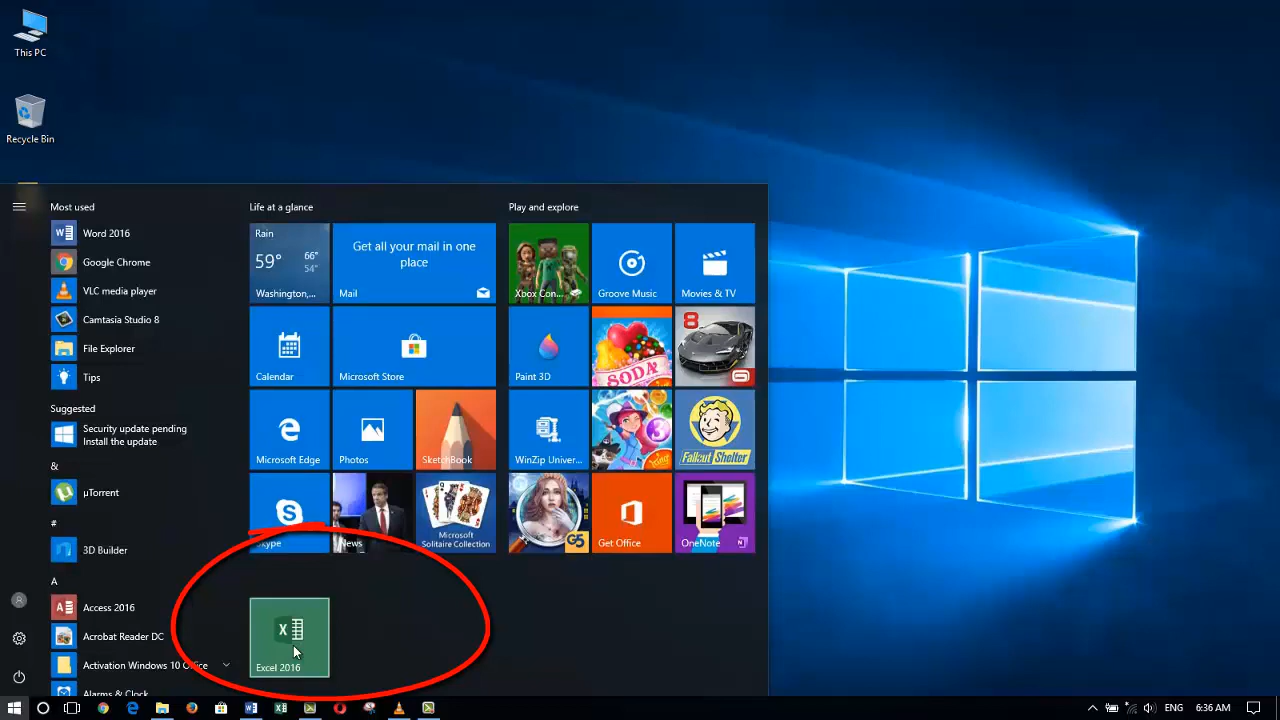 This PC
Recycle Bin
Most used
Word 2016
Google Chrome
VLC media player
Camtasia Studio 8
File Explorer
Tips
Suggested
Security update pending
Install the update
&
µTorrent
#
3D Builder
A
Access 2016
Acrobat Reader DC
Activation Windows 10 Office
Alarms & Clock
Life at a glance
Rain
59°
66°
54°
Washington,...
Get all your mail in one
place
Mail
Calendar
Microsoft Store
Microsoft Edge
Photos
SketchBook
Skype
News
Microsoft
Solitaire Collection
Excel 2016
Play and explore
Xbox Con...
Groove Music
Movies & TV
Paint 3D
SODA
8
WinZip Univer...
King
Fallout Shelter
G5
Get Office
OneNote
ENG
6:36 AM